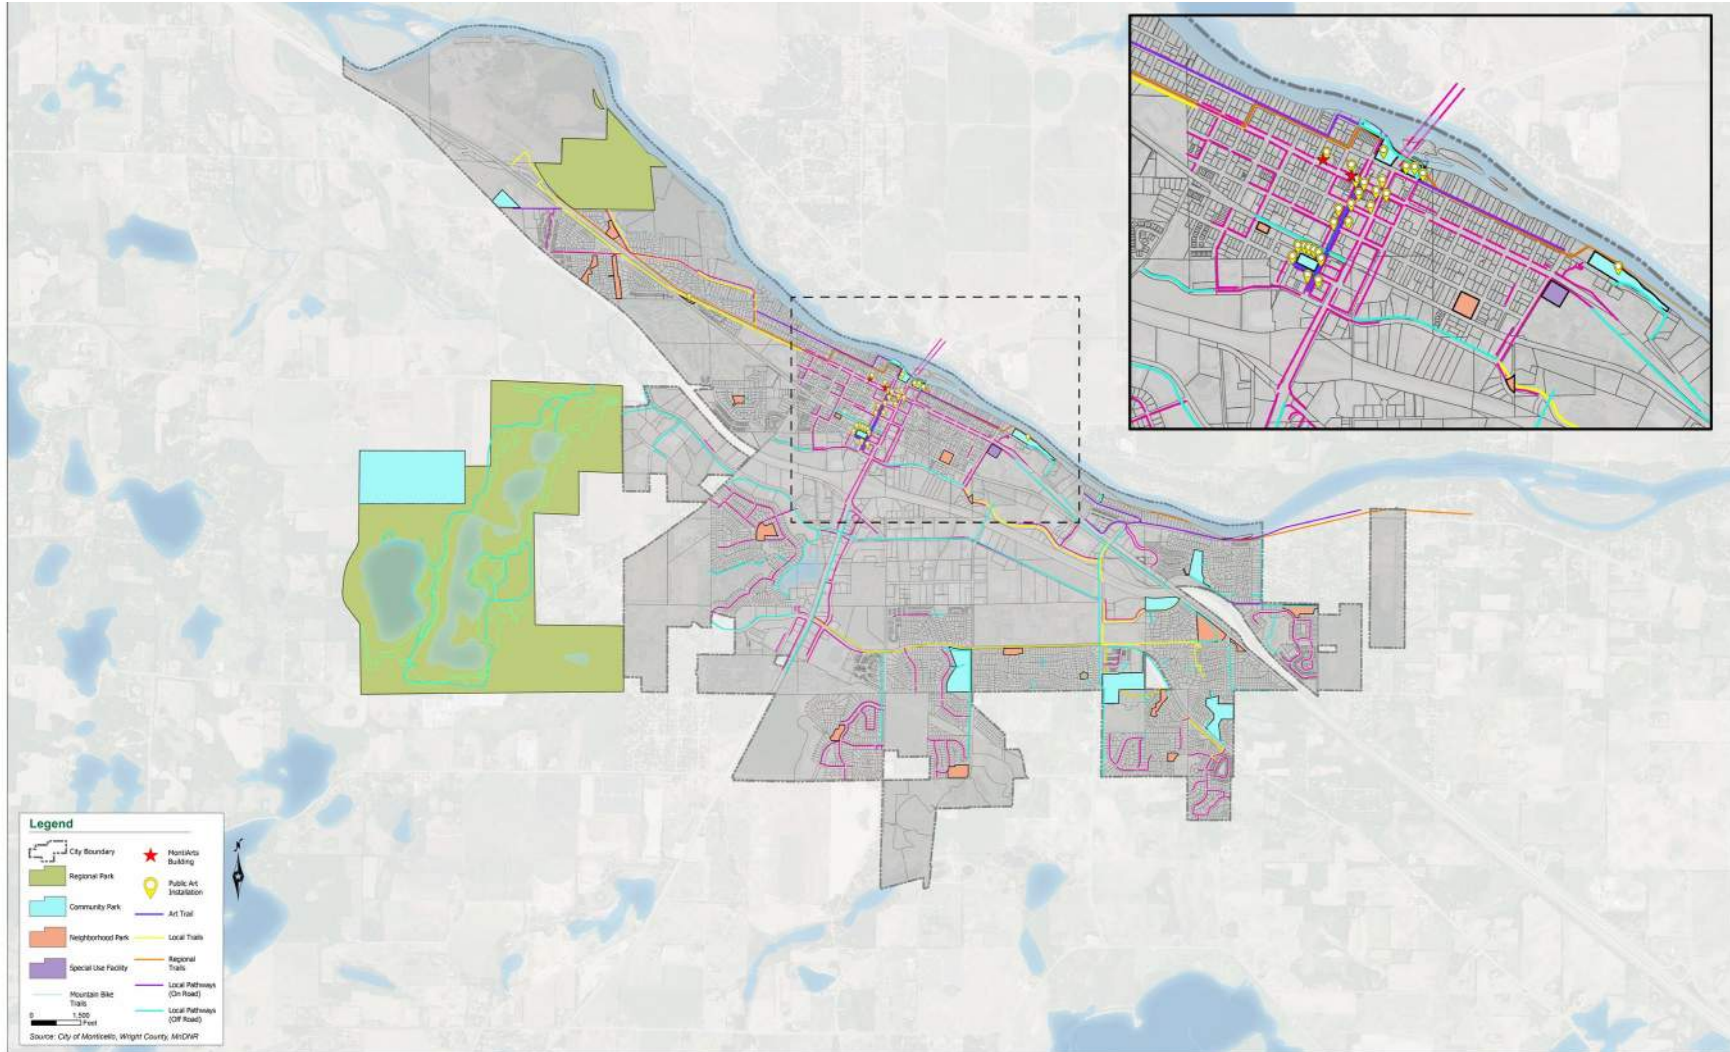 Legend
City Boundary
Regional Park
Community Park
Neighborhood Park
Special Use Facility
Mountain Bike
Trails
MontiArts
Building
Public Art
Installation
Art Trail
Local Trails
Regional
Trails
Local Pathways
(On Road)
Local Pathways
(Off Road)
0 1,500
Feet
N
Source: City of Monticello, Wright County, MnDNR